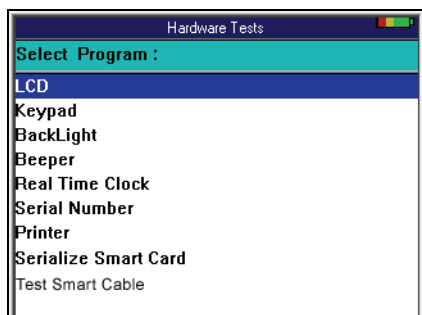 Hardware Tests
Select Program :
LCD
Keypad
BackLight
Beeper
Real Time Clock
Serial Number
Printer
Serialize Smart Card
Test Smart Cable